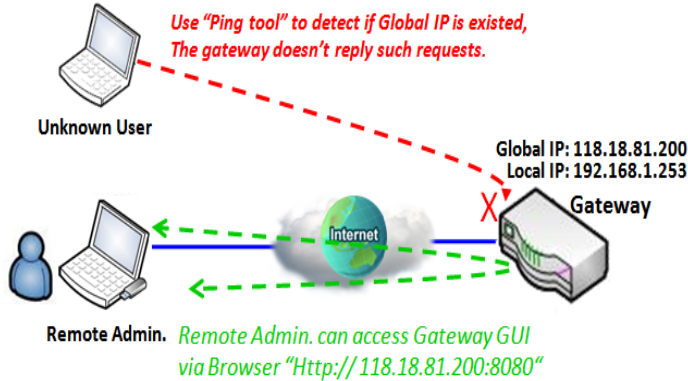 Use “Ping tool” to detect if Global IP is existed,
The gateway doesn’t reply such requests.
Unknown User
Global IP: 118.18.81.200
Local IP: 192.168.1.253
X
Gateway
Internet
Remote Admin.
Remote Admin. can access Gateway GUI
via Browser “Http:// 118.18.81.200:8080“